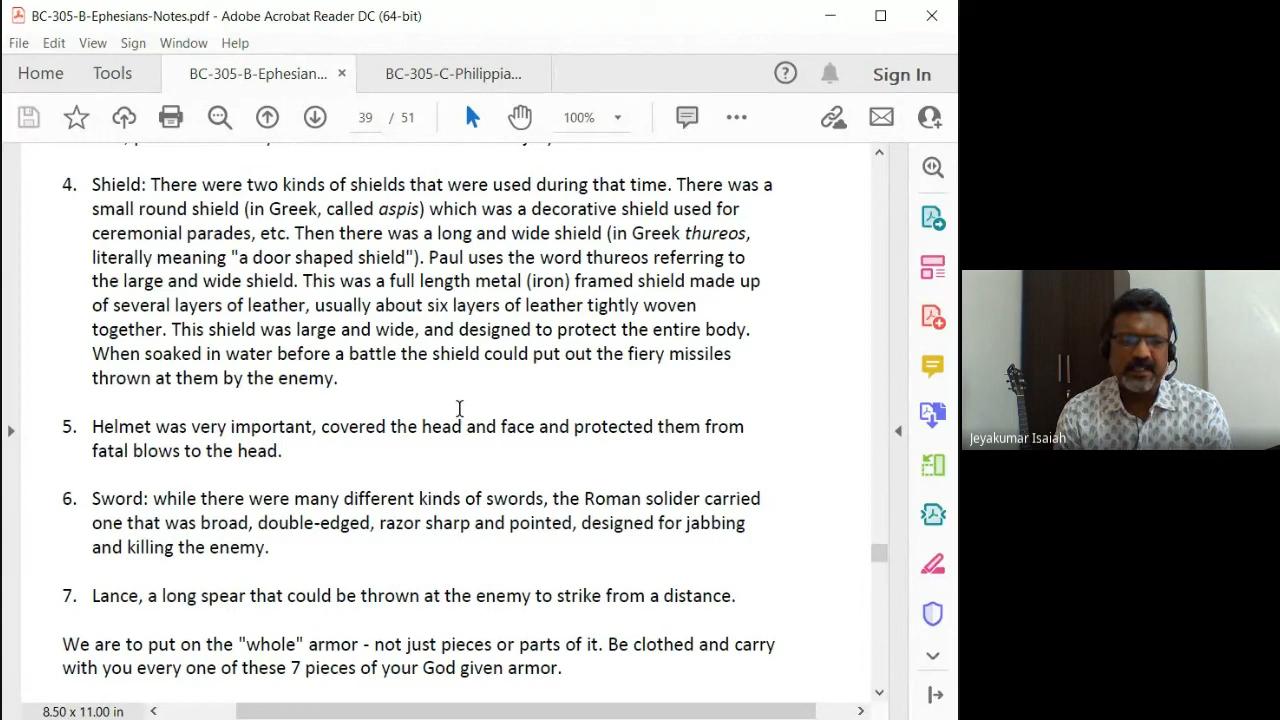 BC-305-B-Ephesians-Notes.pdf - Adobe Acrobat Reader DC (64-bit)
File Edit View Sign Window Help
Home Tools BC-305-B-Ephesian... × BC-305-C-Philippia... Sign In
39 / 51 100%
4. Shield: There were two kinds of shields that were used during that time. There was a
small round shield (in Greek, called aspis) which was a decorative shield used for
ceremonial parades, etc. Then there was a long and wide shield (in Greek thureos,
literally meaning "a door shaped shield"). Paul uses the word thureos referring to
the large and wide shield. This was a full length metal (iron) framed shield made up
of several layers of leather, usually about six layers of leather tightly woven
together. This shield was large and wide, and designed to protect the entire body.
When soaked in water before a battle the shield could put out the fiery missiles
thrown at them by the enemy.
5. Helmet was very important, covered the head and face and protected them from
fatal blows to the head.
6. Sword: while there were many different kinds of swords, the Roman solider carried
one that was broad, double-edged, razor sharp and pointed, designed for jabbing
and killing the enemy.
7. Lance, a long spear that could be thrown at the enemy to strike from a distance.
We are to put on the "whole" armor - not just pieces or parts of it. Be clothed and carry
with you every one of these 7 pieces of your God given armor.
8.50 x 11.00 in
Jeyakumar Isaiah